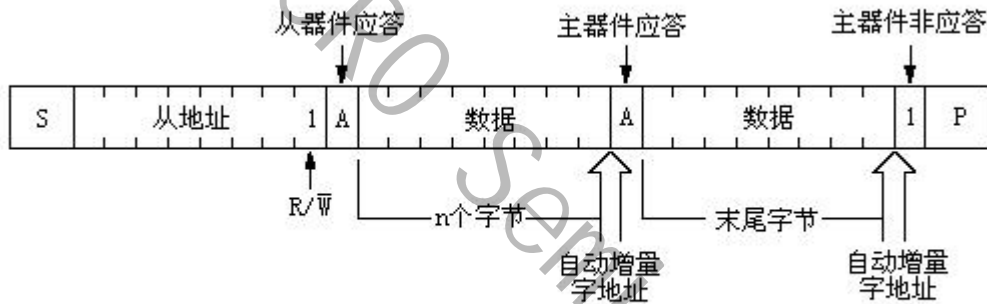 从器件应答
主器件应答
主器件非应答
S 从地址 1 A 数据 A 数据 1 P
R/W̅
n个字节
末尾字节
自动增量
字地址
自动增量
字地址